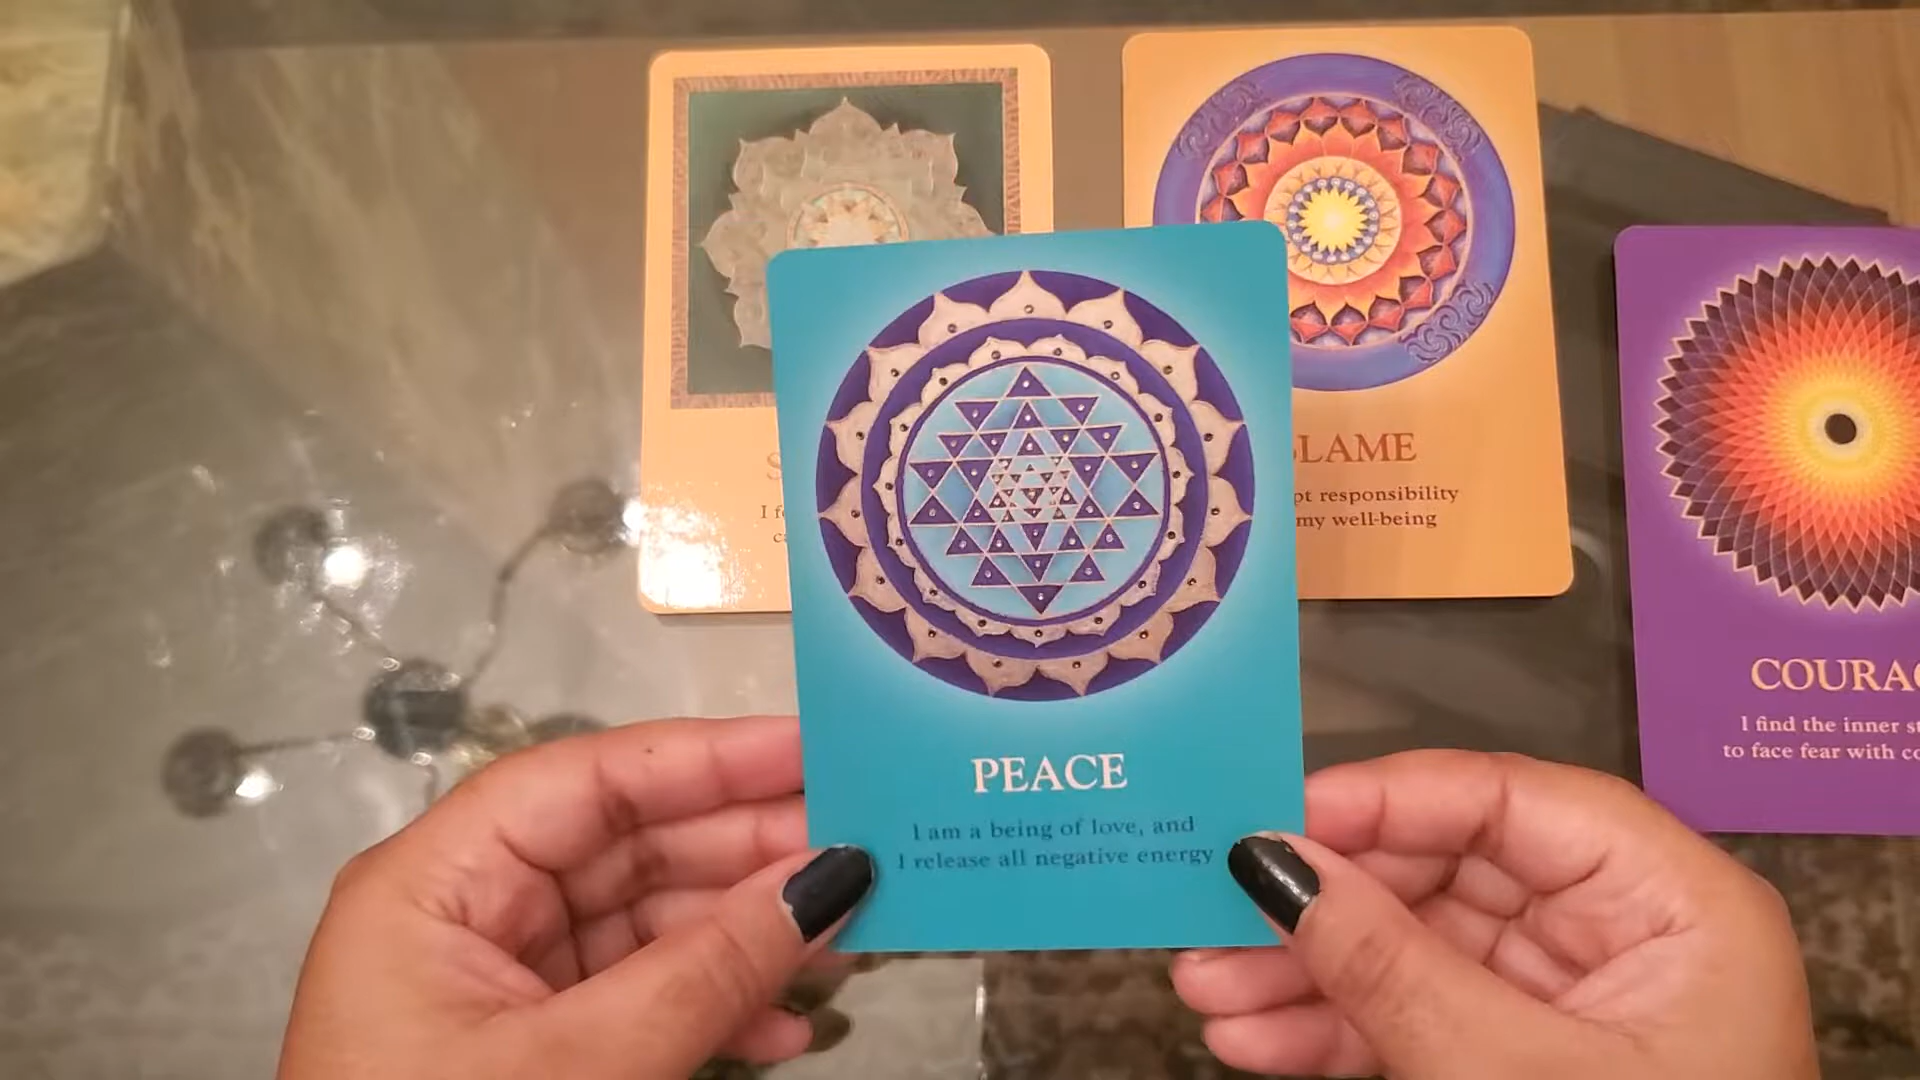 LAME
pt responsibility
my well-being
PEACE
I am a being of love, and
I release all negative energy
COURAG
I find the inner st
to face fear with co